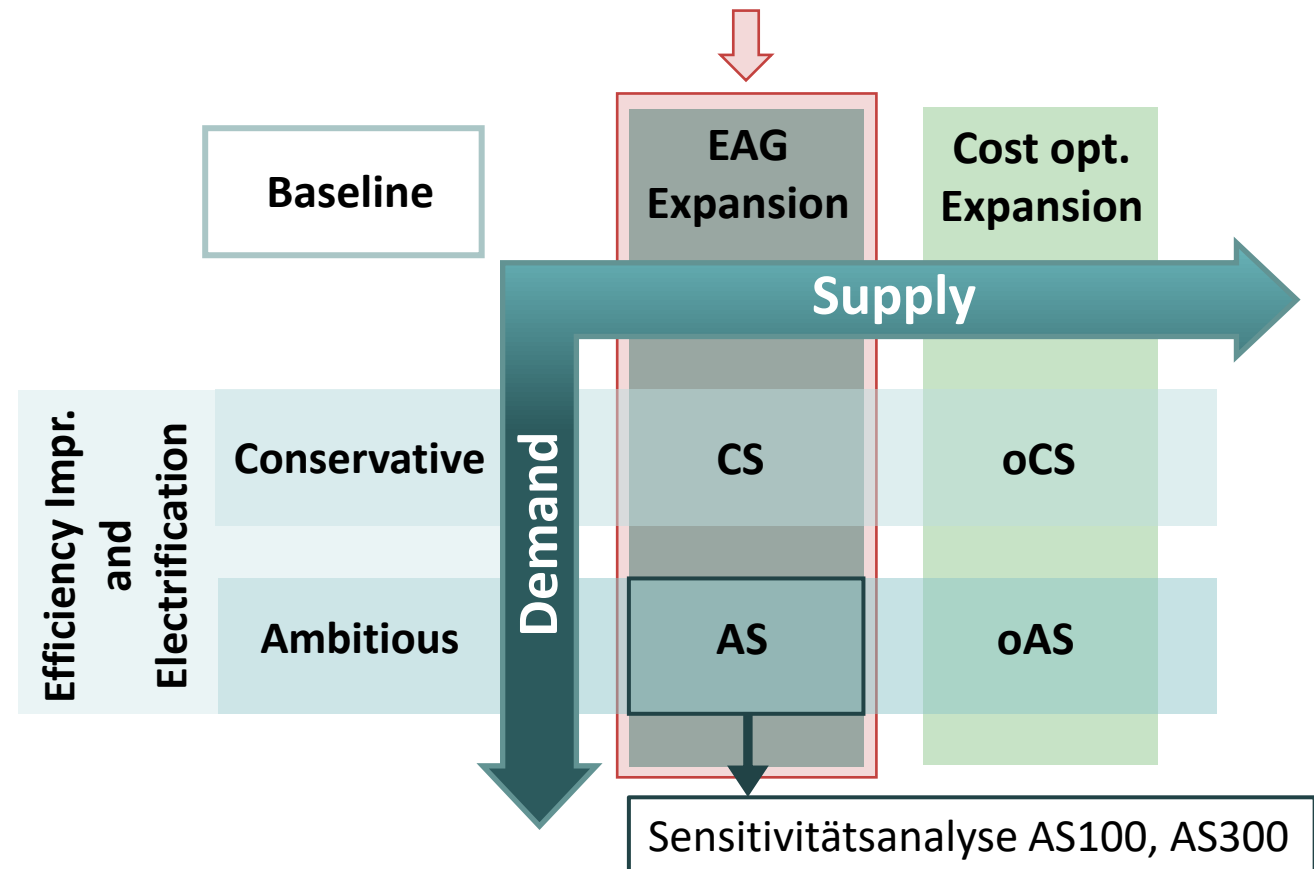 Baseline
EAG
Expansion
Cost opt.
Expansion
Supply
Demand
Efficiency Impr.
and
Electrification
Conservative
CS
oCS
Ambitious
AS
oAS
Sensitivitätsanalyse AS100, AS300